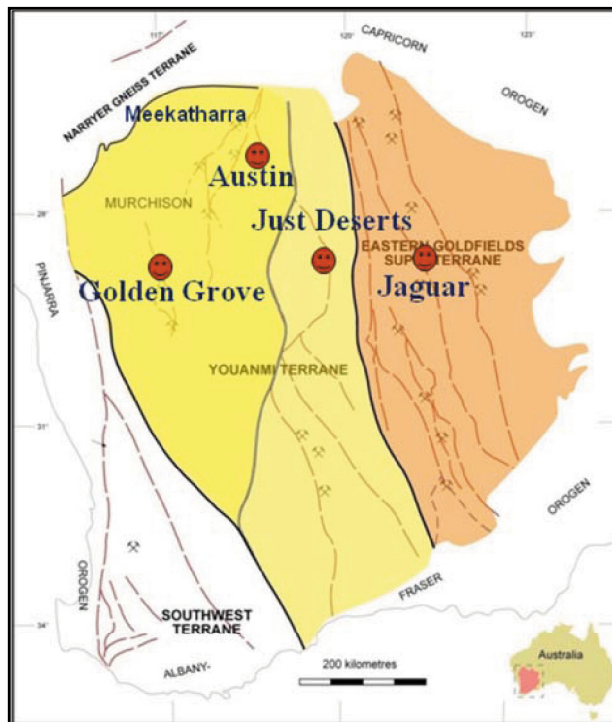 117°
120°
123°
CAPRICORN
OROGEN
NARRYER GNEISS TERRANE
Meekatharra
Austin
MURCHISON
28°
Just Deserts
EASTERN GOLDFIELDS
SUPERTERRANE
Golden Grove
Jaguar
PINJARRA
YOUANMI TERRANE
31°
OROGEN
OROGEN
FRASER
SOUTHWEST
TERRANE
34°
ALBANY-
200 kilometres
Australia